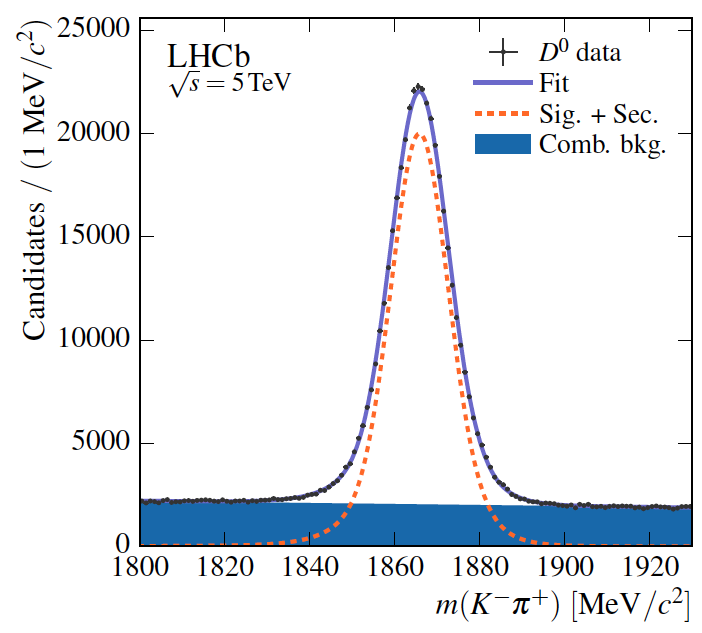 Candidates / (1 MeV/c²)
25000
20000
15000
10000
5000
0
LHCb
√s = 5 TeV
D⁰ data
Fit
Sig. + Sec.
Comb. bkg.
1800 1820 1840 1860 1880 1900 1920
m(K⁻π⁺) [MeV/c²]